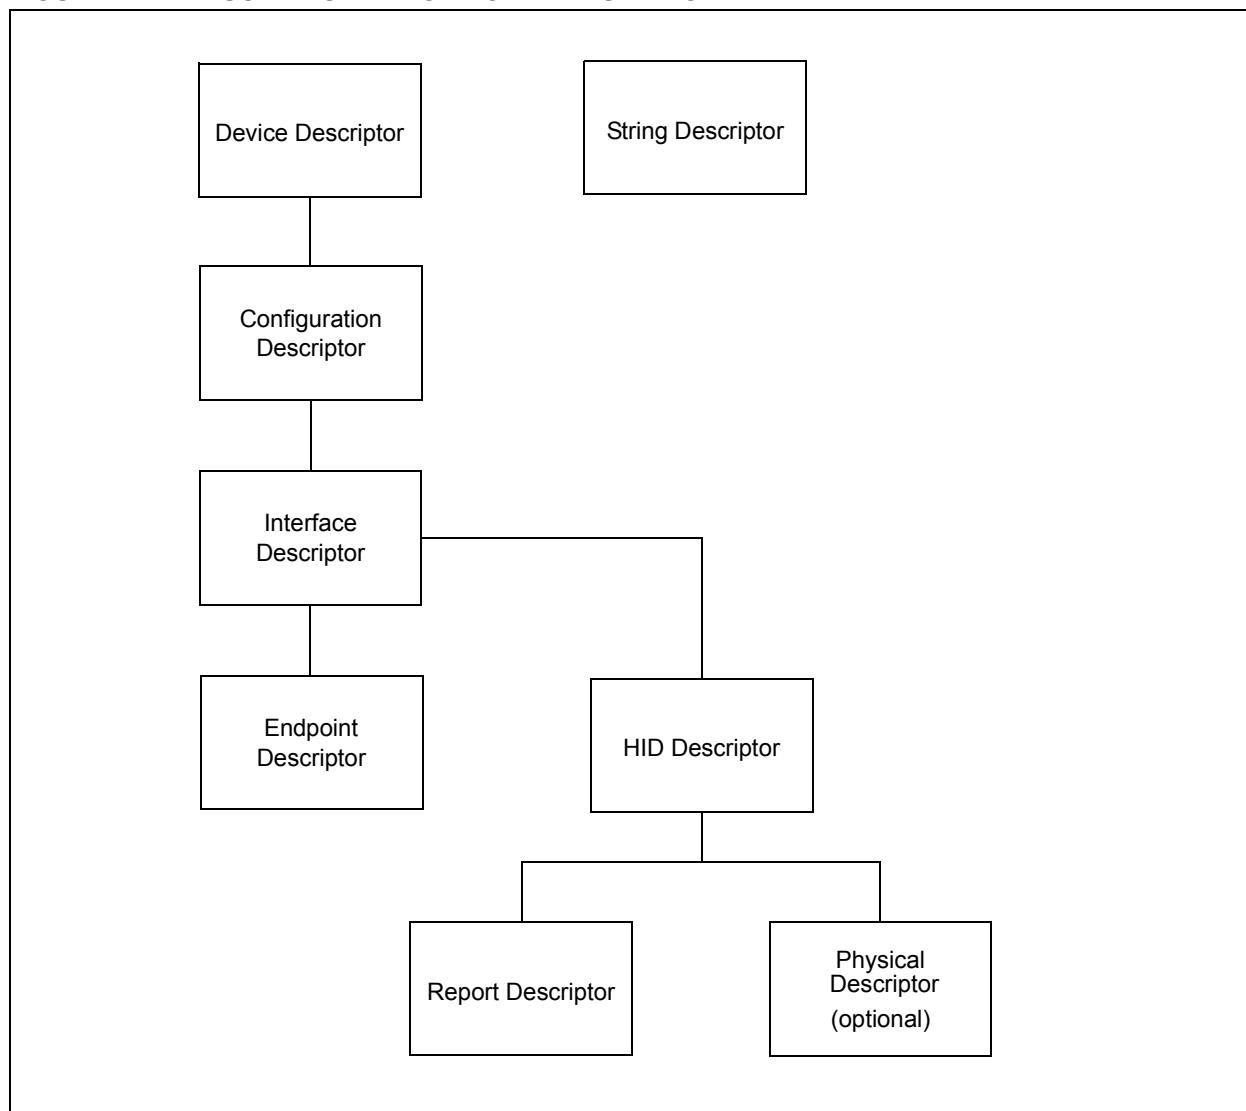 Device Descriptor
String Descriptor
Configuration
Descriptor
Interface
Descriptor
Endpoint
Descriptor
HID Descriptor
Report Descriptor
Physical
Descriptor
(optional)